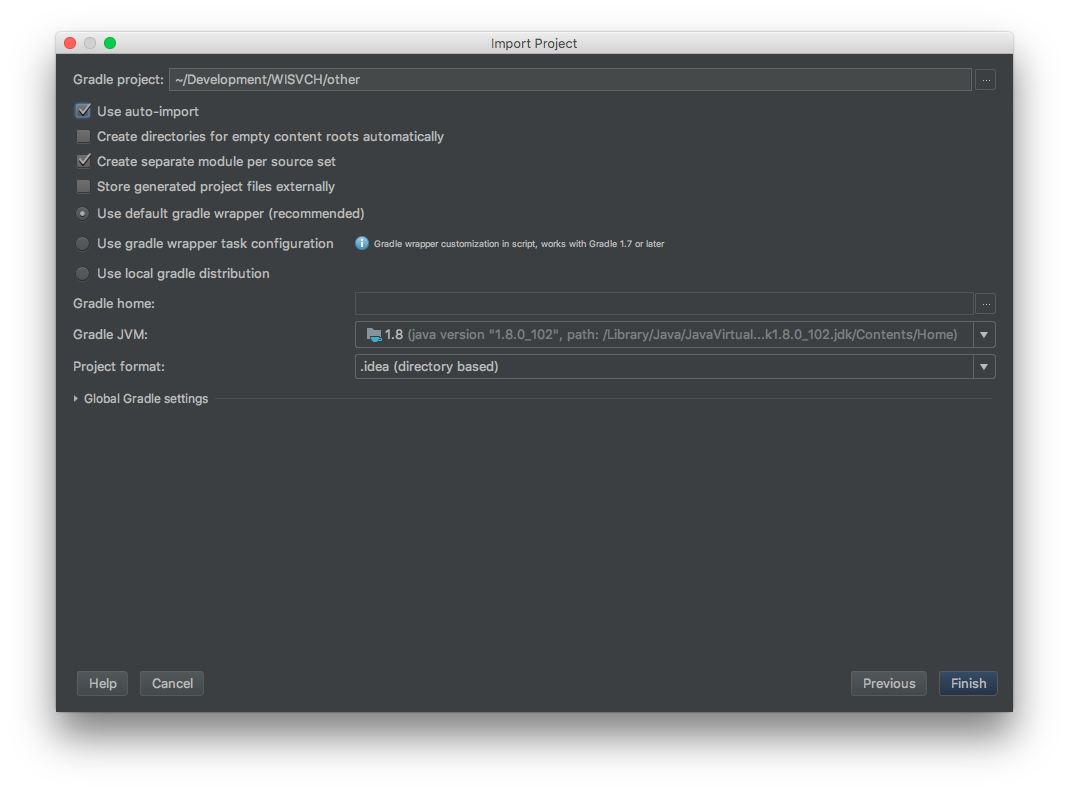 Import Project
Gradle project: ~/Development/WISVCH/other ...
Use auto-import
Create directories for empty content roots automatically
Create separate module per source set
Store generated project files externally
Use default gradle wrapper (recommended)
Use gradle wrapper task configuration i Gradle wrapper customization in script, works with Gradle 1.7 or later
Use local gradle distribution
Gradle home: ...
Gradle JVM: 1.8 (java version "1.8.0_102", path: /Library/Java/JavaVirtual...k1.8.0_102.jdk/Contents/Home)
Project format: .idea (directory based)
Global Gradle settings
Help Cancel Previous Finish